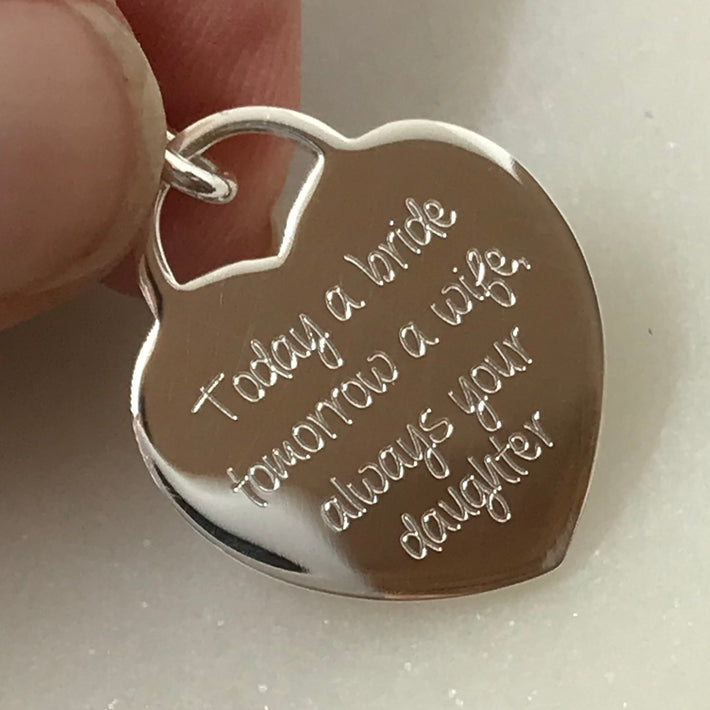 Today a bride
tomorrow a wife,
always your
daughter